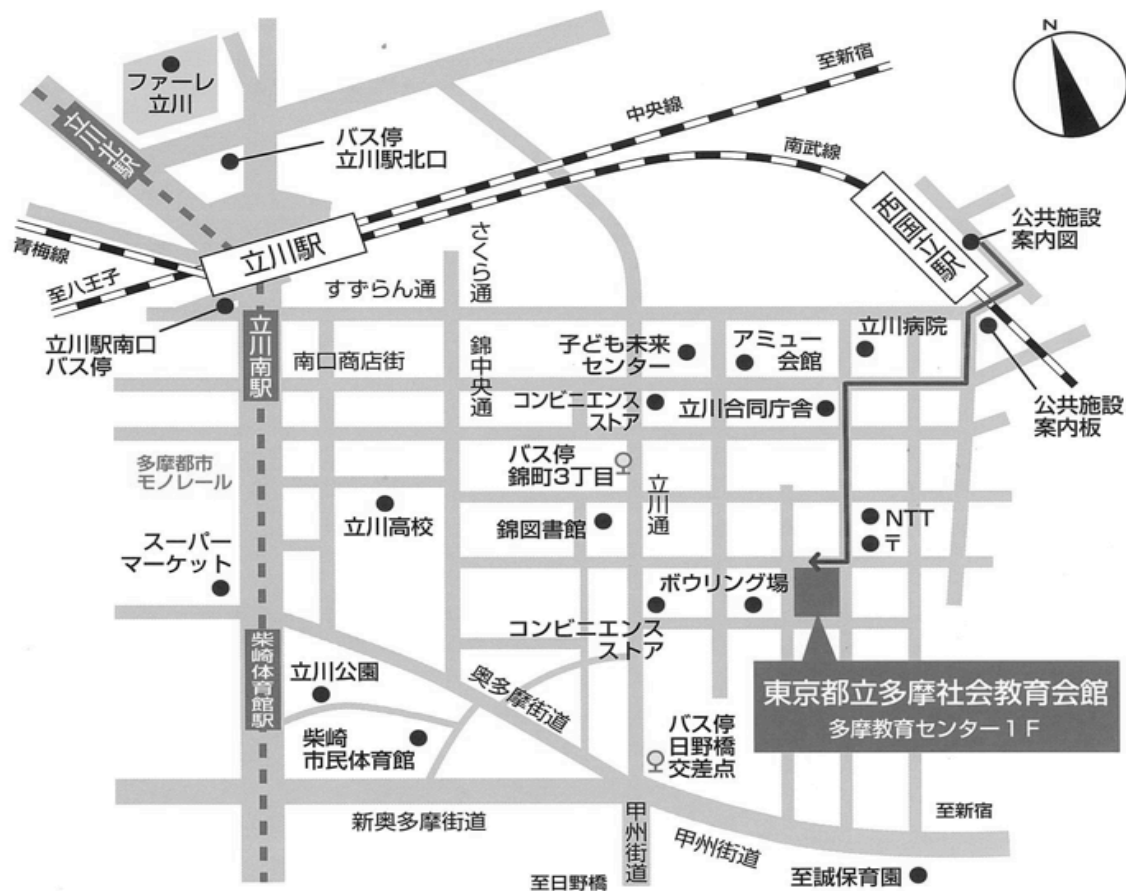 N
至新宿
ファーレ
立川
中央線
立川北駅
バス停
立川駅北口
南武線
西国立駅
公共施設
案内図
青梅線
立川駅
さくら通
至八王子
すずらん通
立川駅南口
バス停
立川南駅
南口商店街
錦中央通
子ども未来
センター
アミュー
会館
立川病院
コンビニエンス
ストア
立川合同庁舎
公共施設
案内板
多摩都市
モノレール
バス停
錦町3丁目
立川通
立川高校
錦図書館
NTT
〒
スーパー
マーケット
ボウリング場
コンビニエンス
ストア
柴崎体育館駅
立川公園
奥多摩街道
東京都立多摩社会教育会館
多摩教育センター1F
柴崎
市民体育館
バス停
日野橋
交差点
新奥多摩街道
甲州街道
甲州街道
至新宿
至日野橋
至誠保育園